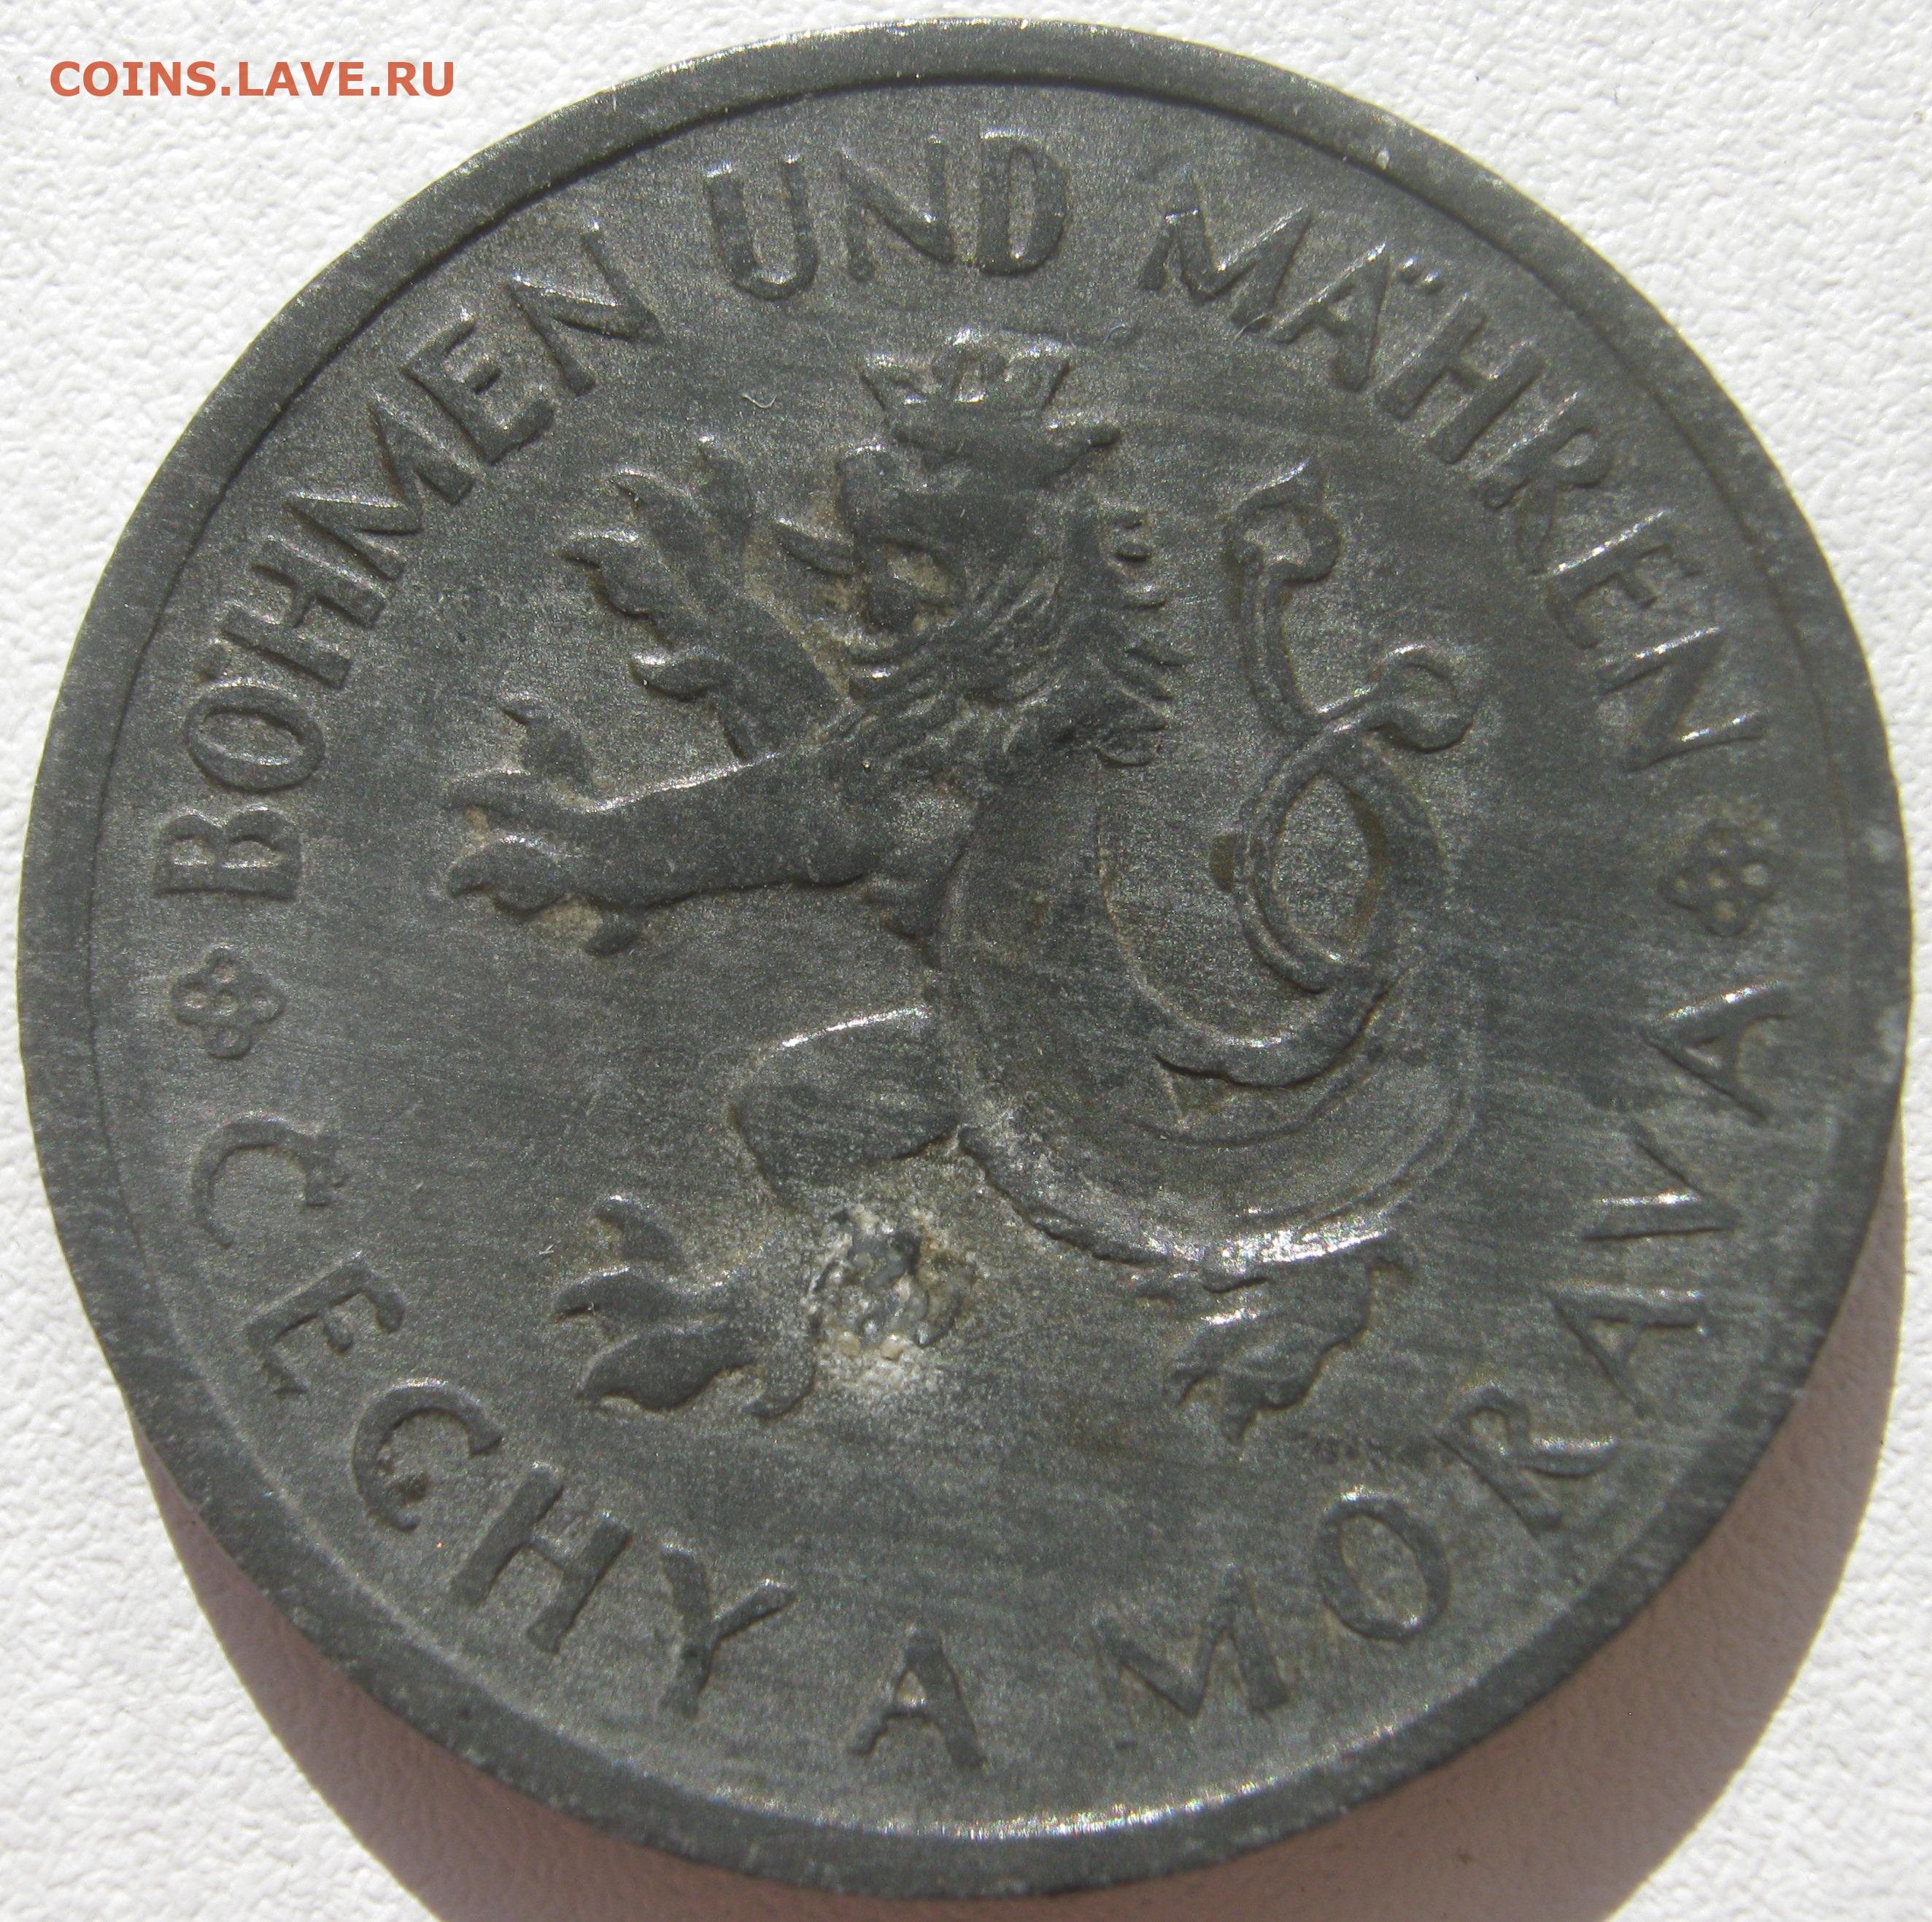 COINS.LAVE.RU
BÖHMEN UND MÄHREN
ČECHY A MORAVA